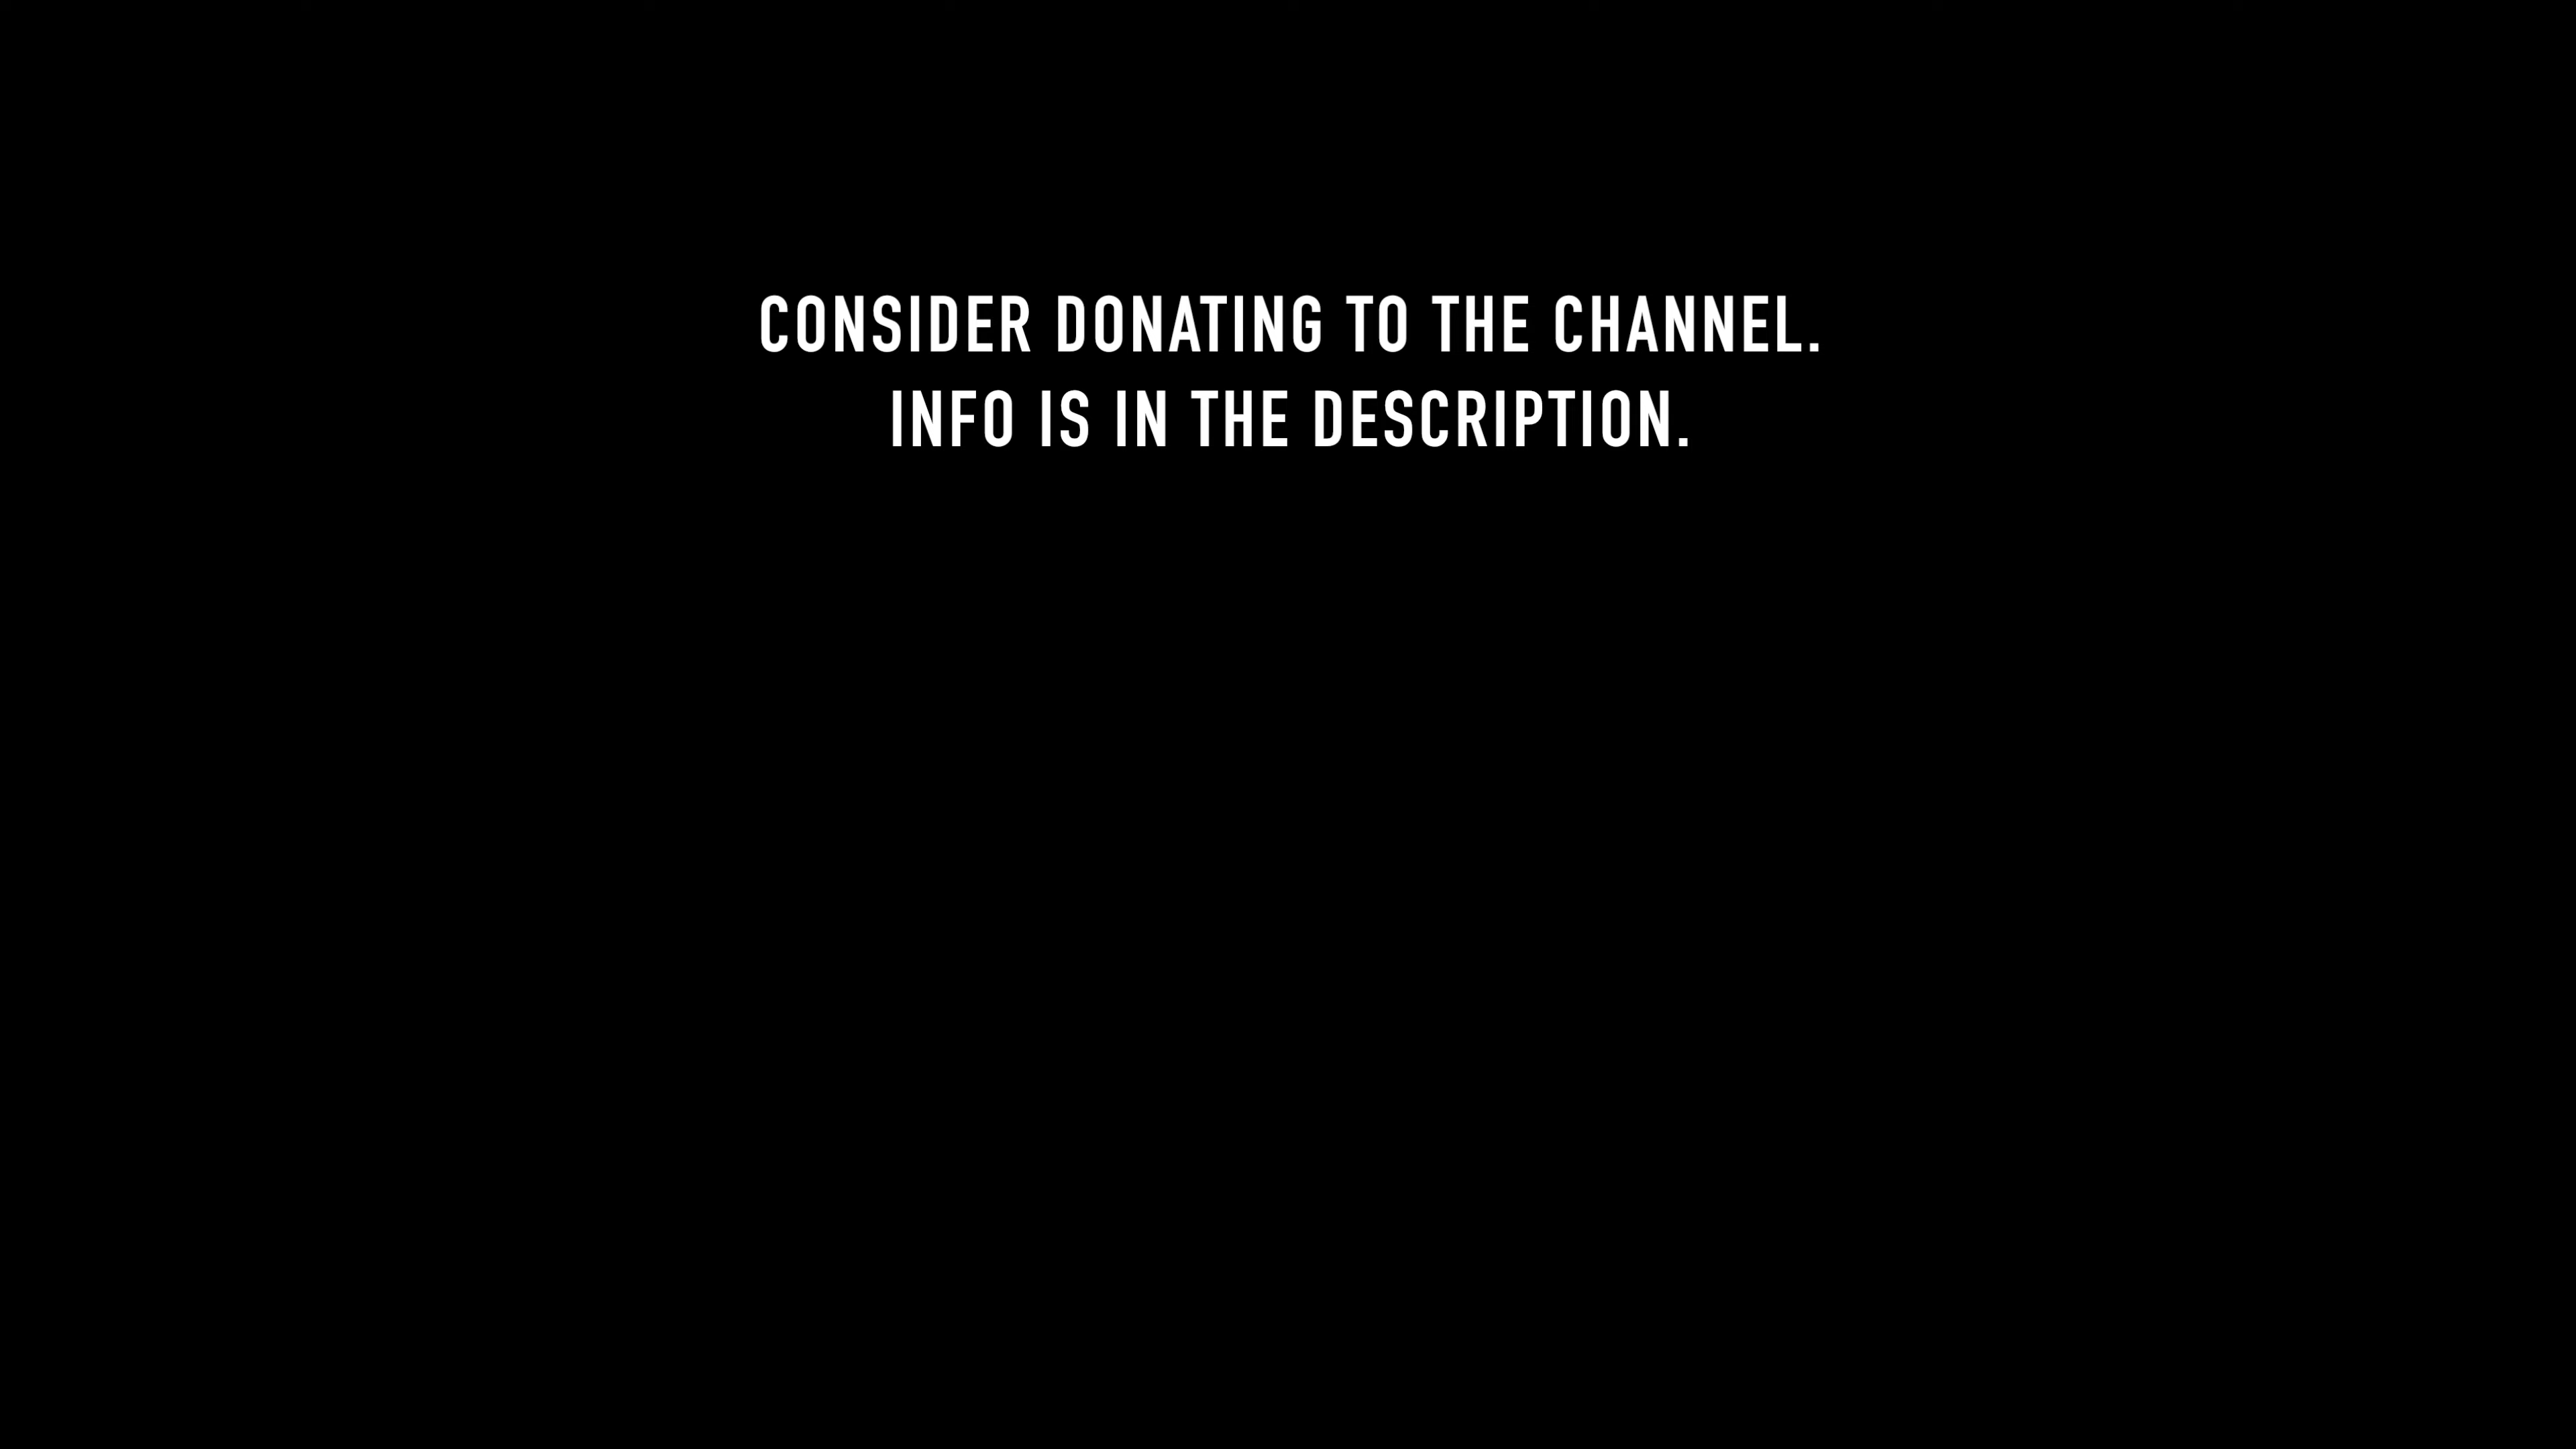 CONSIDER DONATING TO THE CHANNEL.
INFO IS IN THE DESCRIPTION.